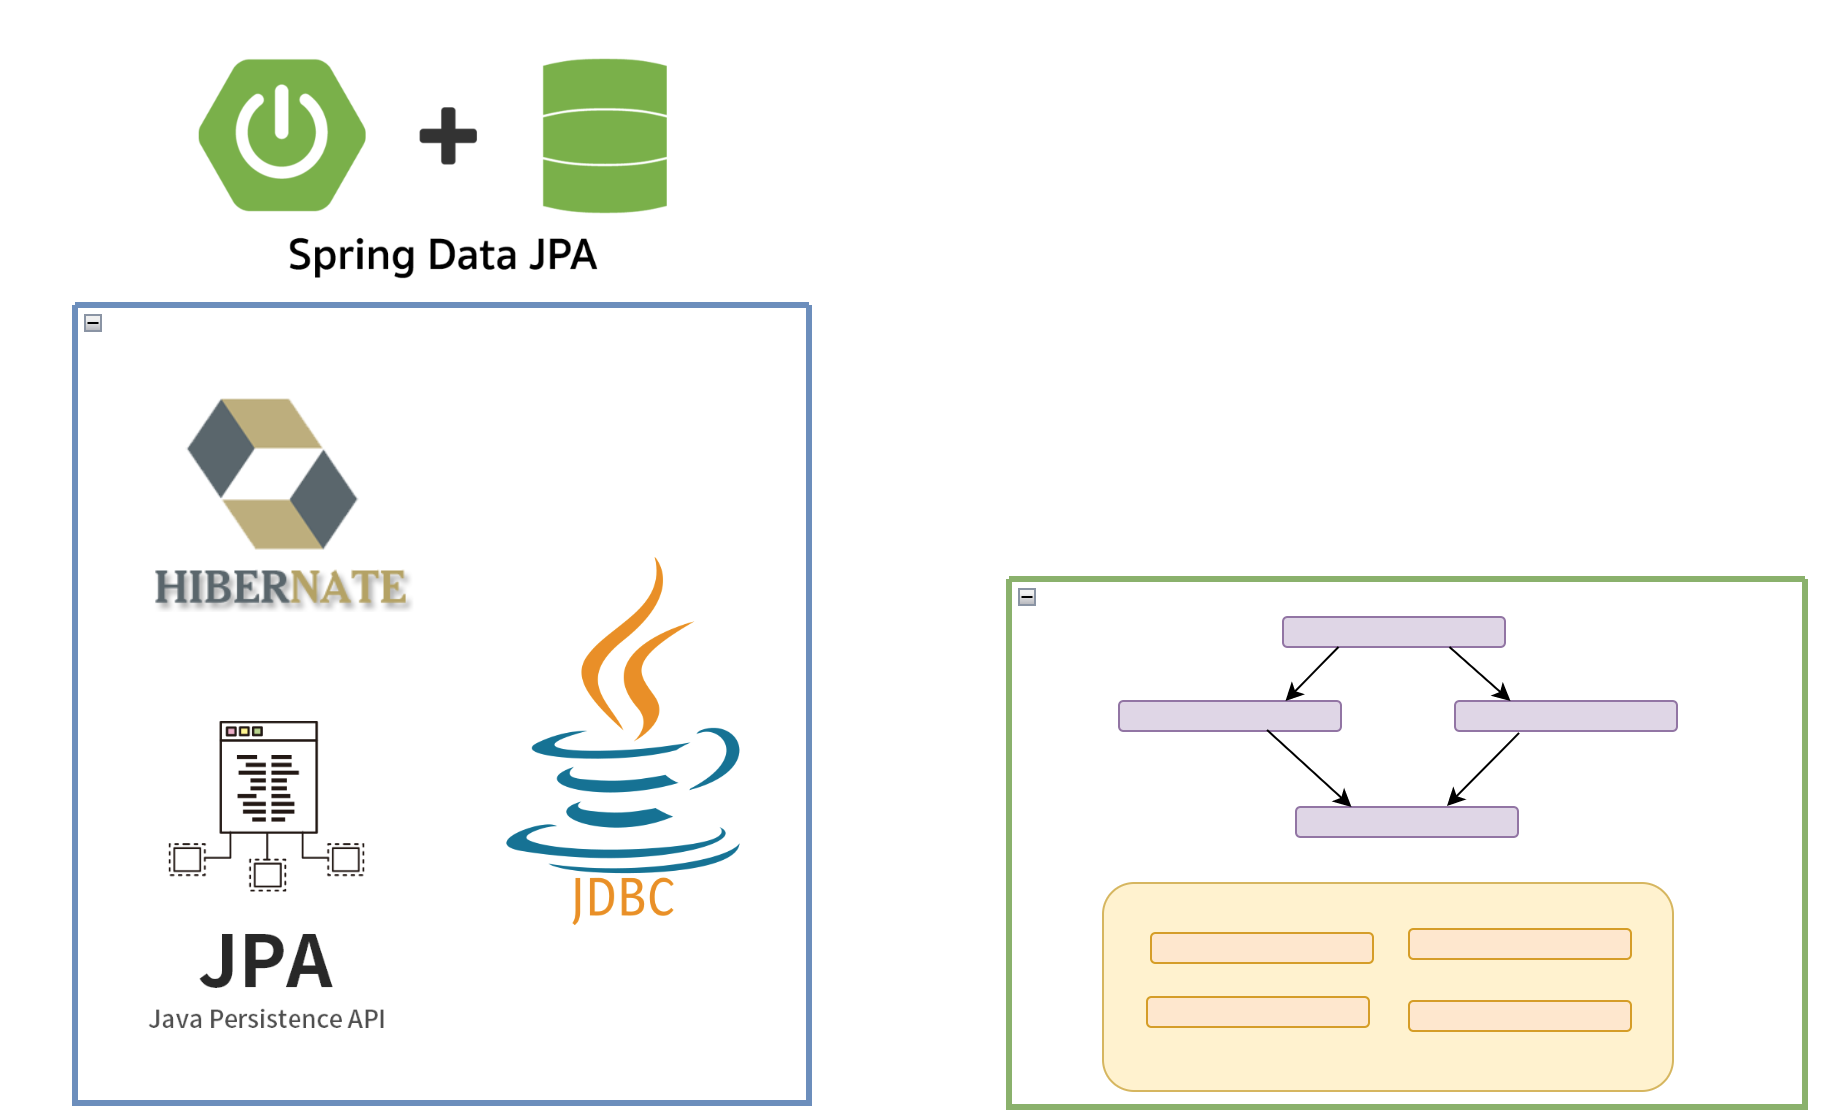 Spring Data JPA
HIBERNATE
JDBC
JPA
Java Persistence API